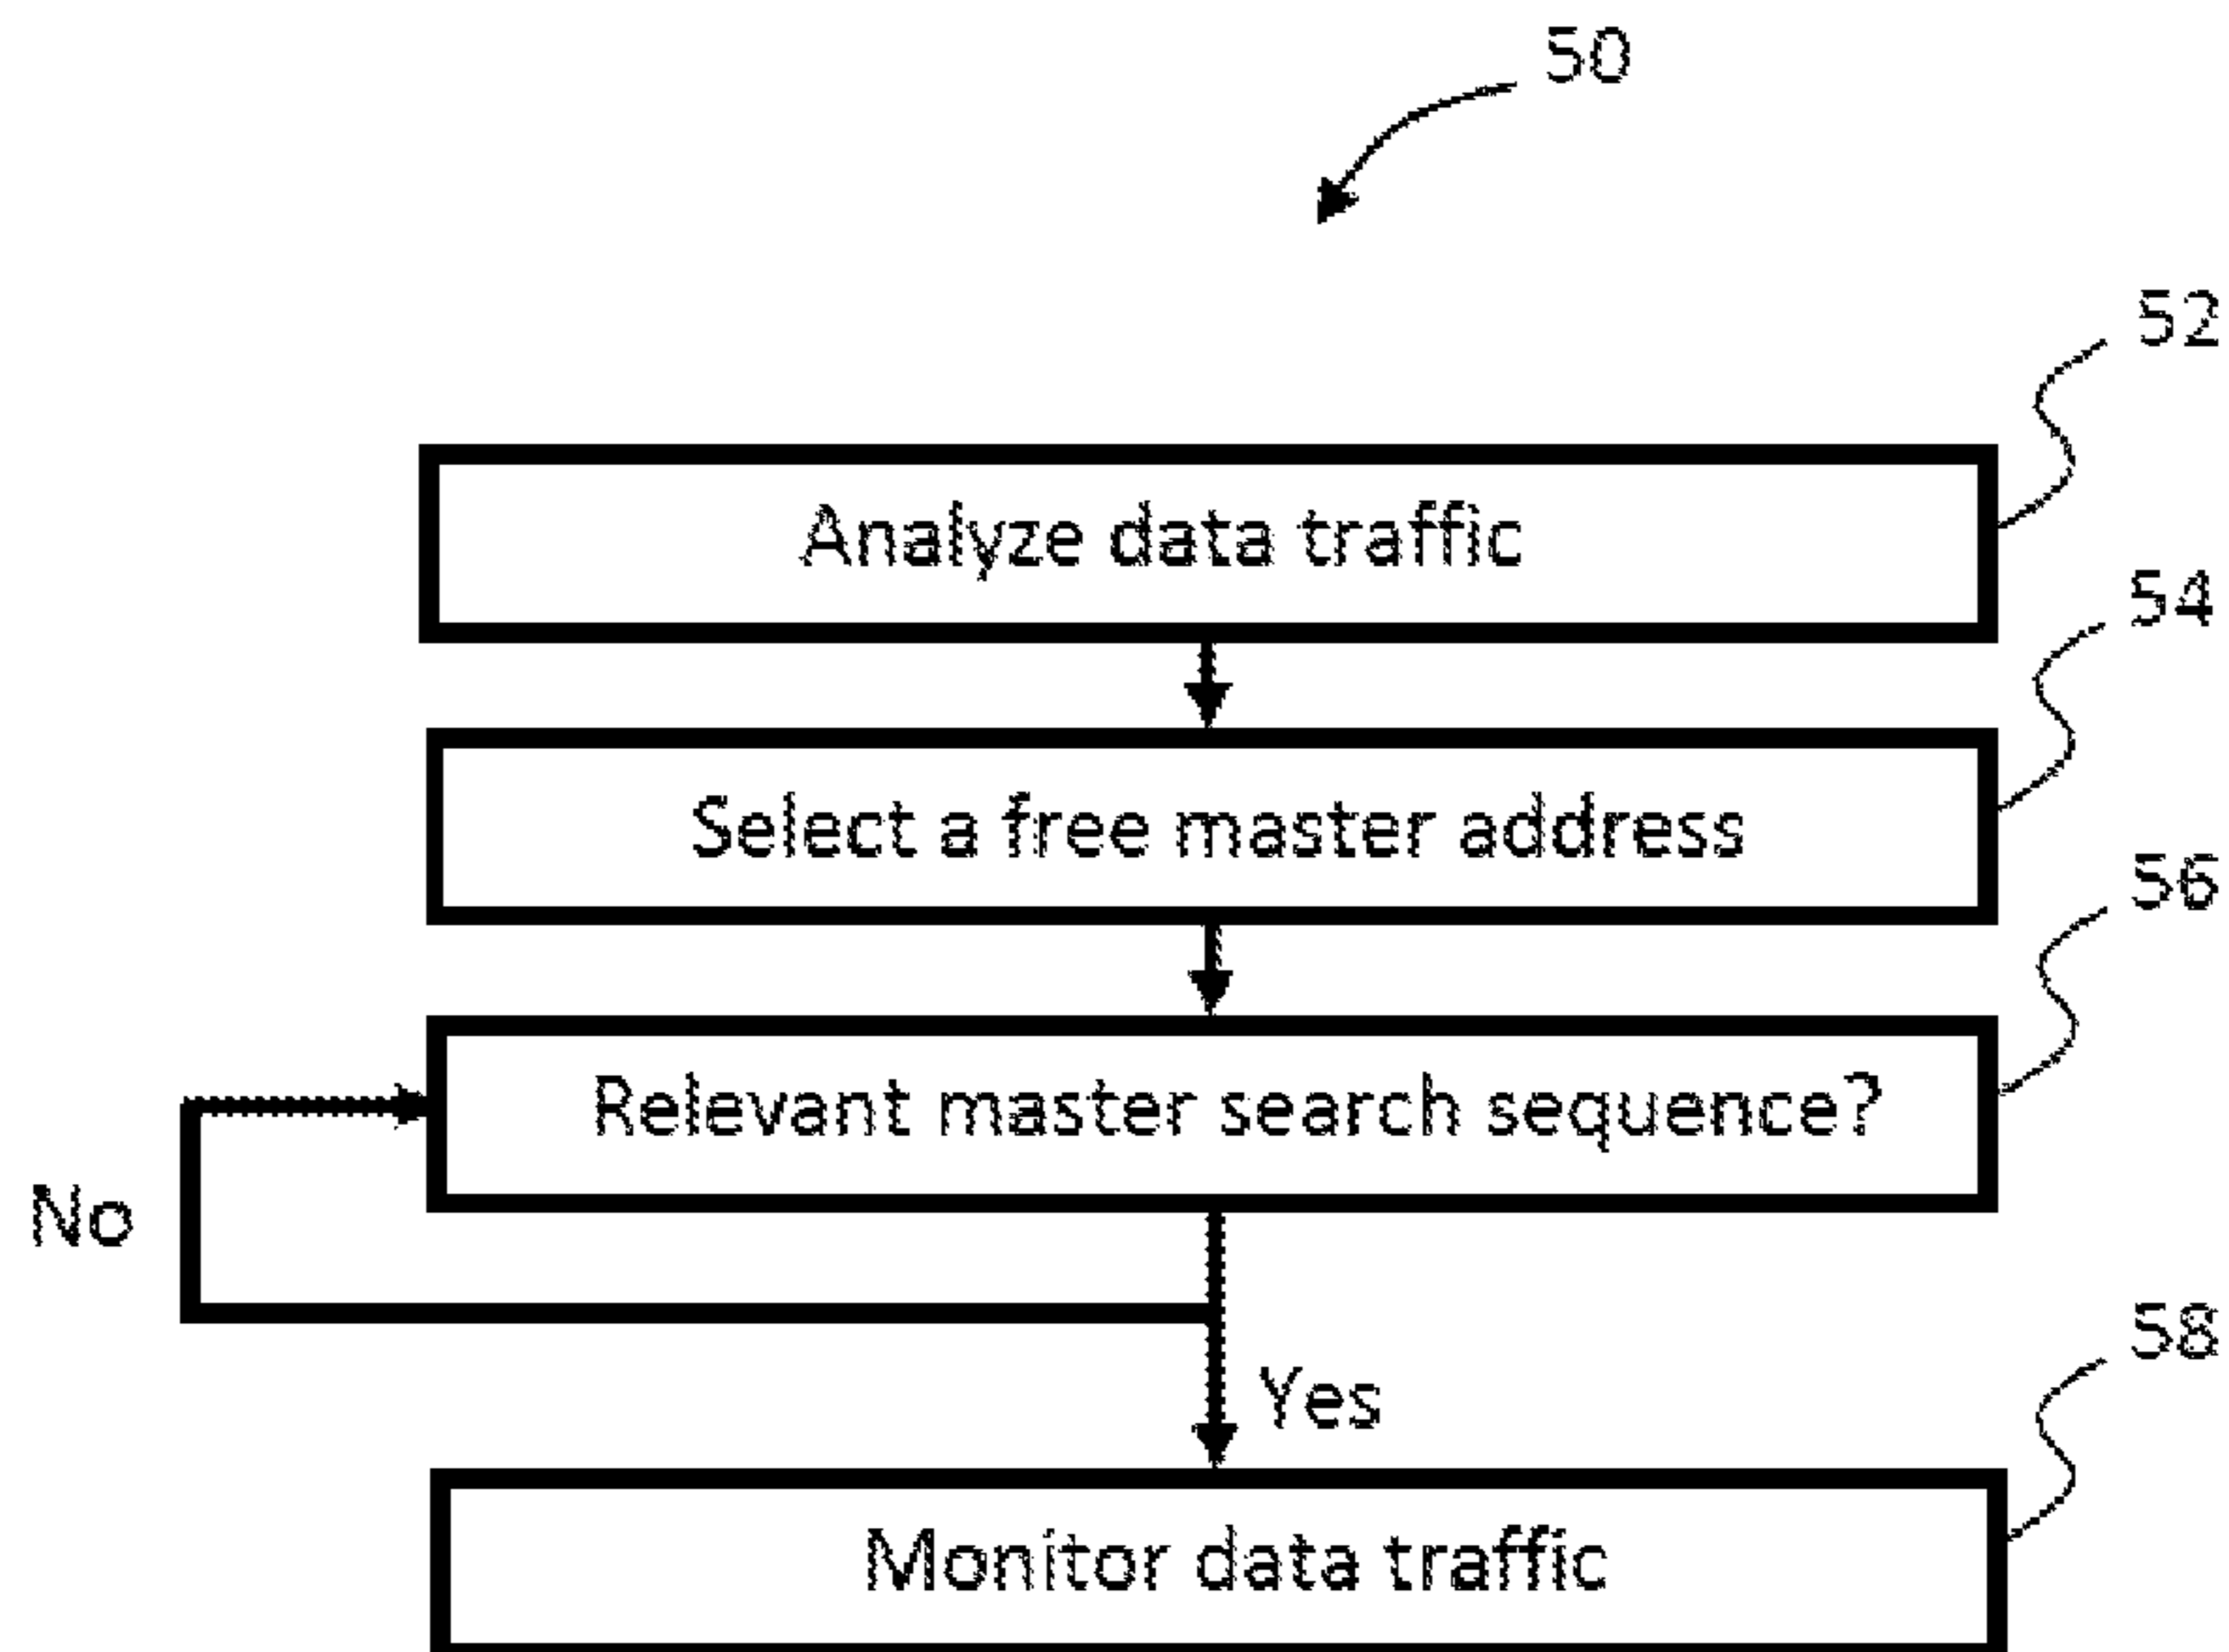 50
52
Analyze data traffic
54
Select a free master address
56
Relevant master search sequence?
No
58
Yes
Monitor data traffic